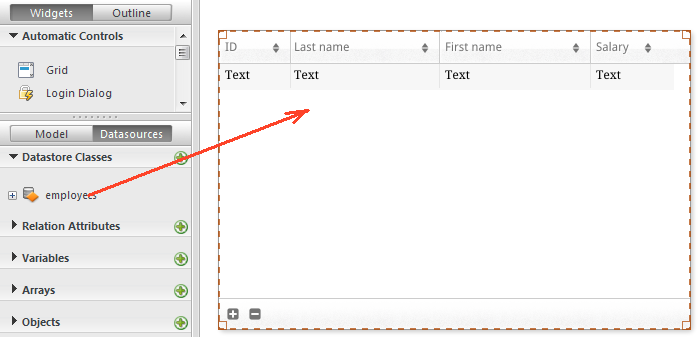 Widgets Outline
Automatic Controls
Grid
Login Dialog
Model Datasources
Datastore Classes
employees
Relation Attributes
Variables
Arrays
Objects
ID Last name First name Salary
Text Text Text Text